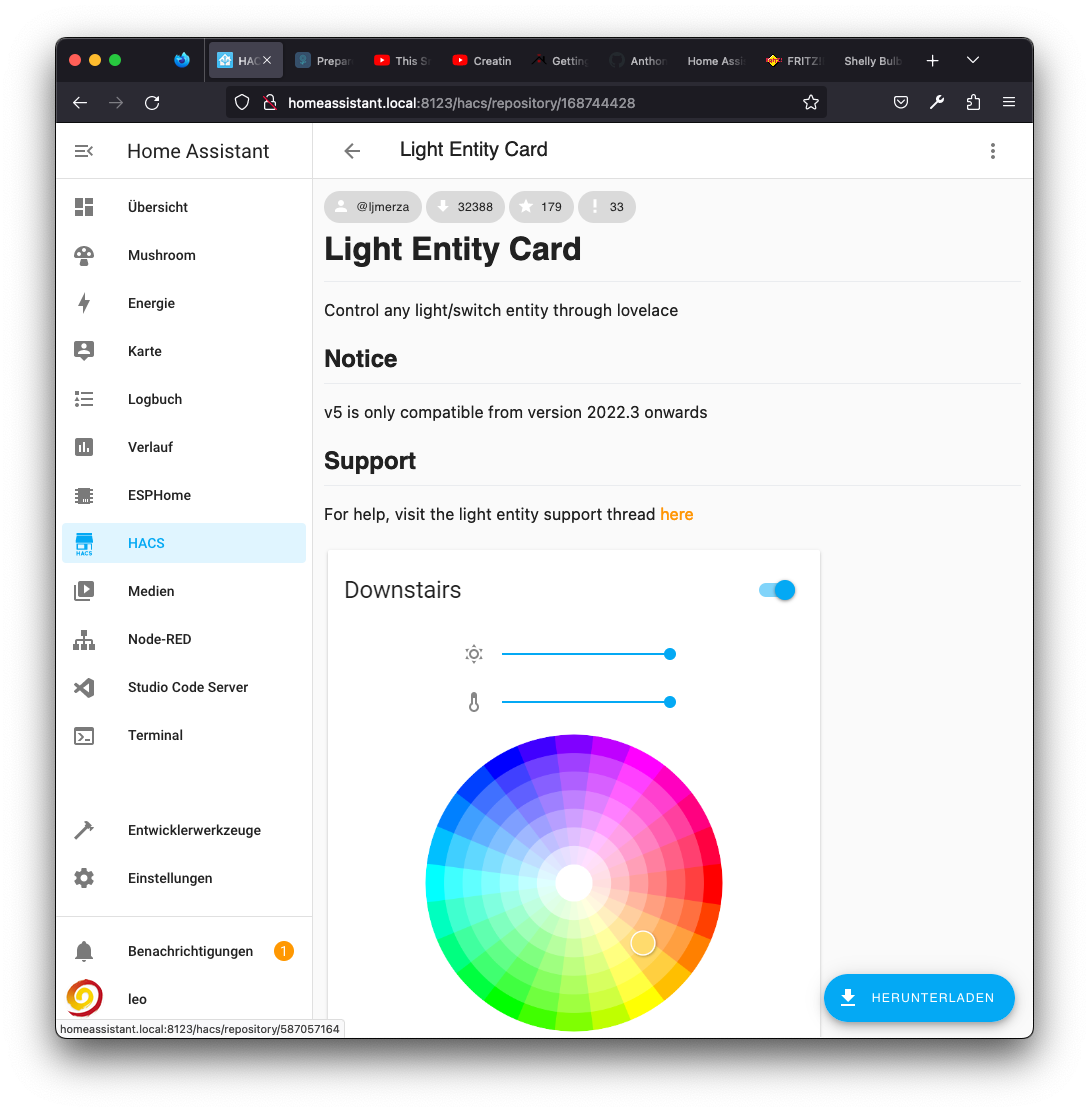 HAC
Prepar
This S
Creatin
Getting
Anthon
Home Assi
FRITZ!
Shelly Bulb
homeassistant.local:8123/hacs/repository/168744428
Home Assistant
Light Entity Card
Übersicht
Mushroom
Energie
Karte
Logbuch
Verlauf
ESPHome
HACS
HACS
Medien
Node-RED
Studio Code Server
Terminal
Entwicklerwerkzeuge
Einstellungen
Benachrichtigungen 1
leo
homeassistant.local:8123/hacs/repository/587057164
@ljmerza 32388 179 33
Light Entity Card
Control any light/switch entity through lovelace
Notice
v5 is only compatible from version 2022.3 onwards
Support
For help, visit the light entity support thread here
Downstairs
HERUNTERLADEN